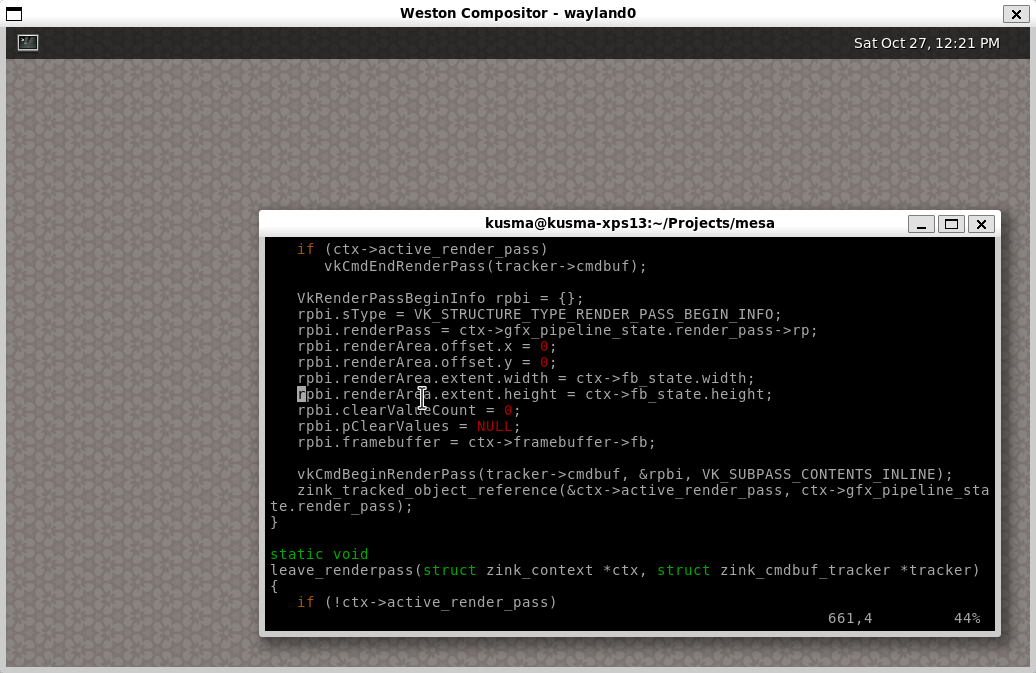 Weston Compositor - wayland0
Sat Oct 27, 12:21 PM
kusma@kusma-xps13:~/Projects/mesa
   if (ctx->active_render_pass)
      vkCmdEndRenderPass(tracker->cmdbuf);
   VkRenderPassBeginInfo rpbi = {};
   rpbi.sType = VK_STRUCTURE_TYPE_RENDER_PASS_BEGIN_INFO;
   rpbi.renderPass = ctx->gfx_pipeline_state.render_pass->rp;
   rpbi.renderArea.offset.x = 0;
   rpbi.renderArea.offset.y = 0;
   rpbi.renderArea.extent.width = ctx->fb_state.width;
   rpbi.renderArea.extent.height = ctx->fb_state.height;
   rpbi.clearValueCount = 0;
   rpbi.pClearValues = NULL;
   rpbi.framebuffer = ctx->framebuffer->fb;
   vkCmdBeginRenderPass(tracker->cmdbuf, &rpbi, VK_SUBPASS_CONTENTS_INLINE);
   zink_tracked_object_reference(&ctx->active_render_pass, ctx->gfx_pipeline_sta
te.render_pass);
}
static void
leave_renderpass(struct zink_context *ctx, struct zink_cmdbuf_tracker *tracker)
{
   if (!ctx->active_render_pass)
661,4 44%